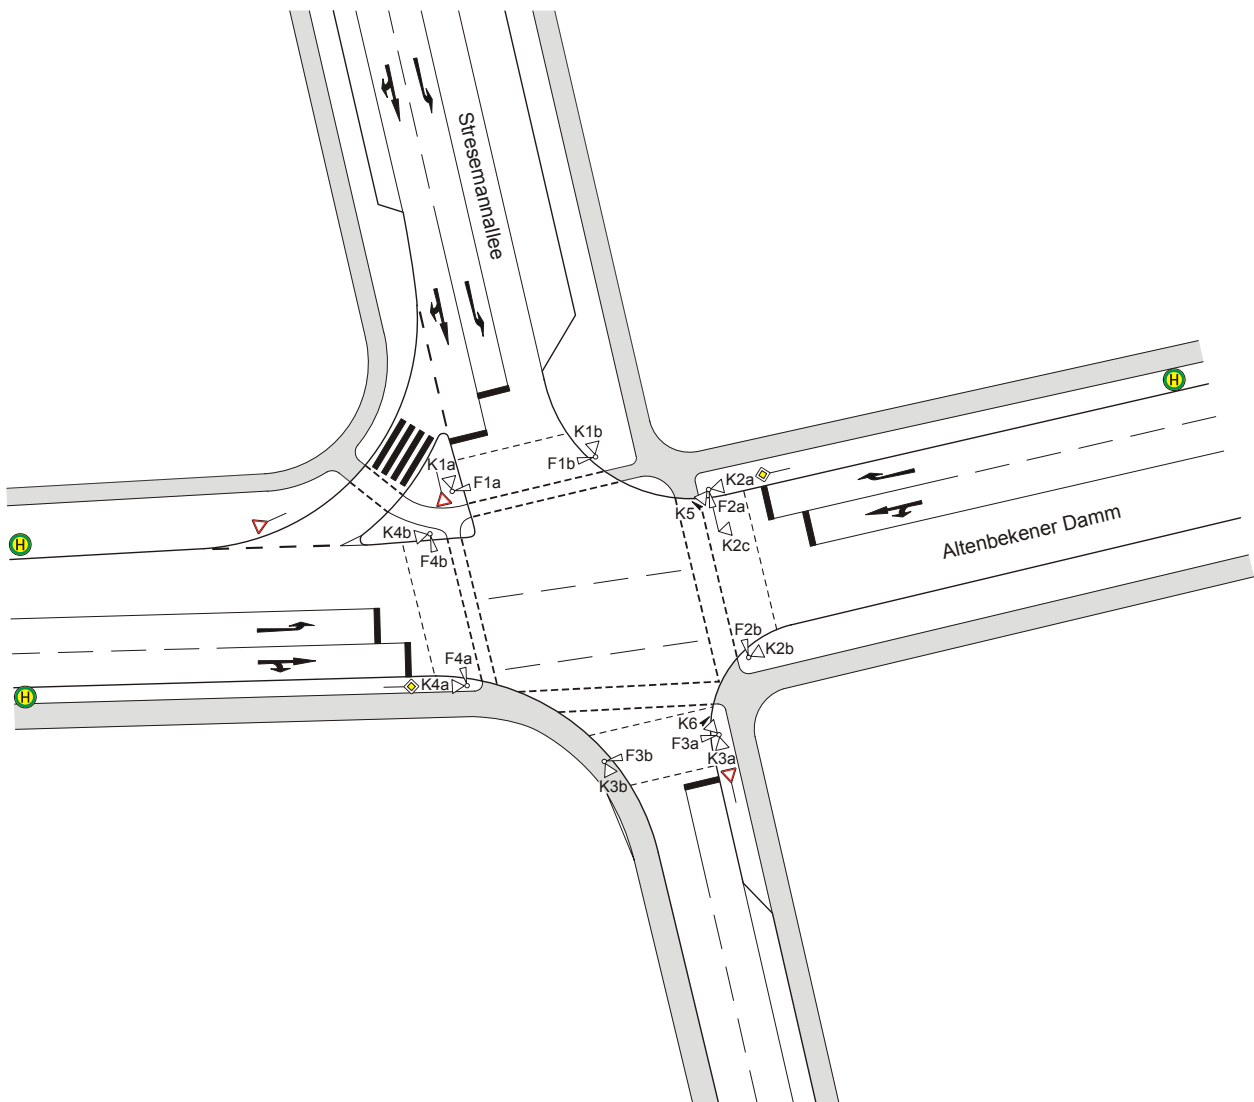 Stresemannallee
H
K1b
F1b
K1a
F1a
K2a
F2a
K5
K2c
Altenbekener Damm
H
K4b
F4b
F2b
K2b
F4a
K4a
H
K6
F3a
K3a
F3b
K3b